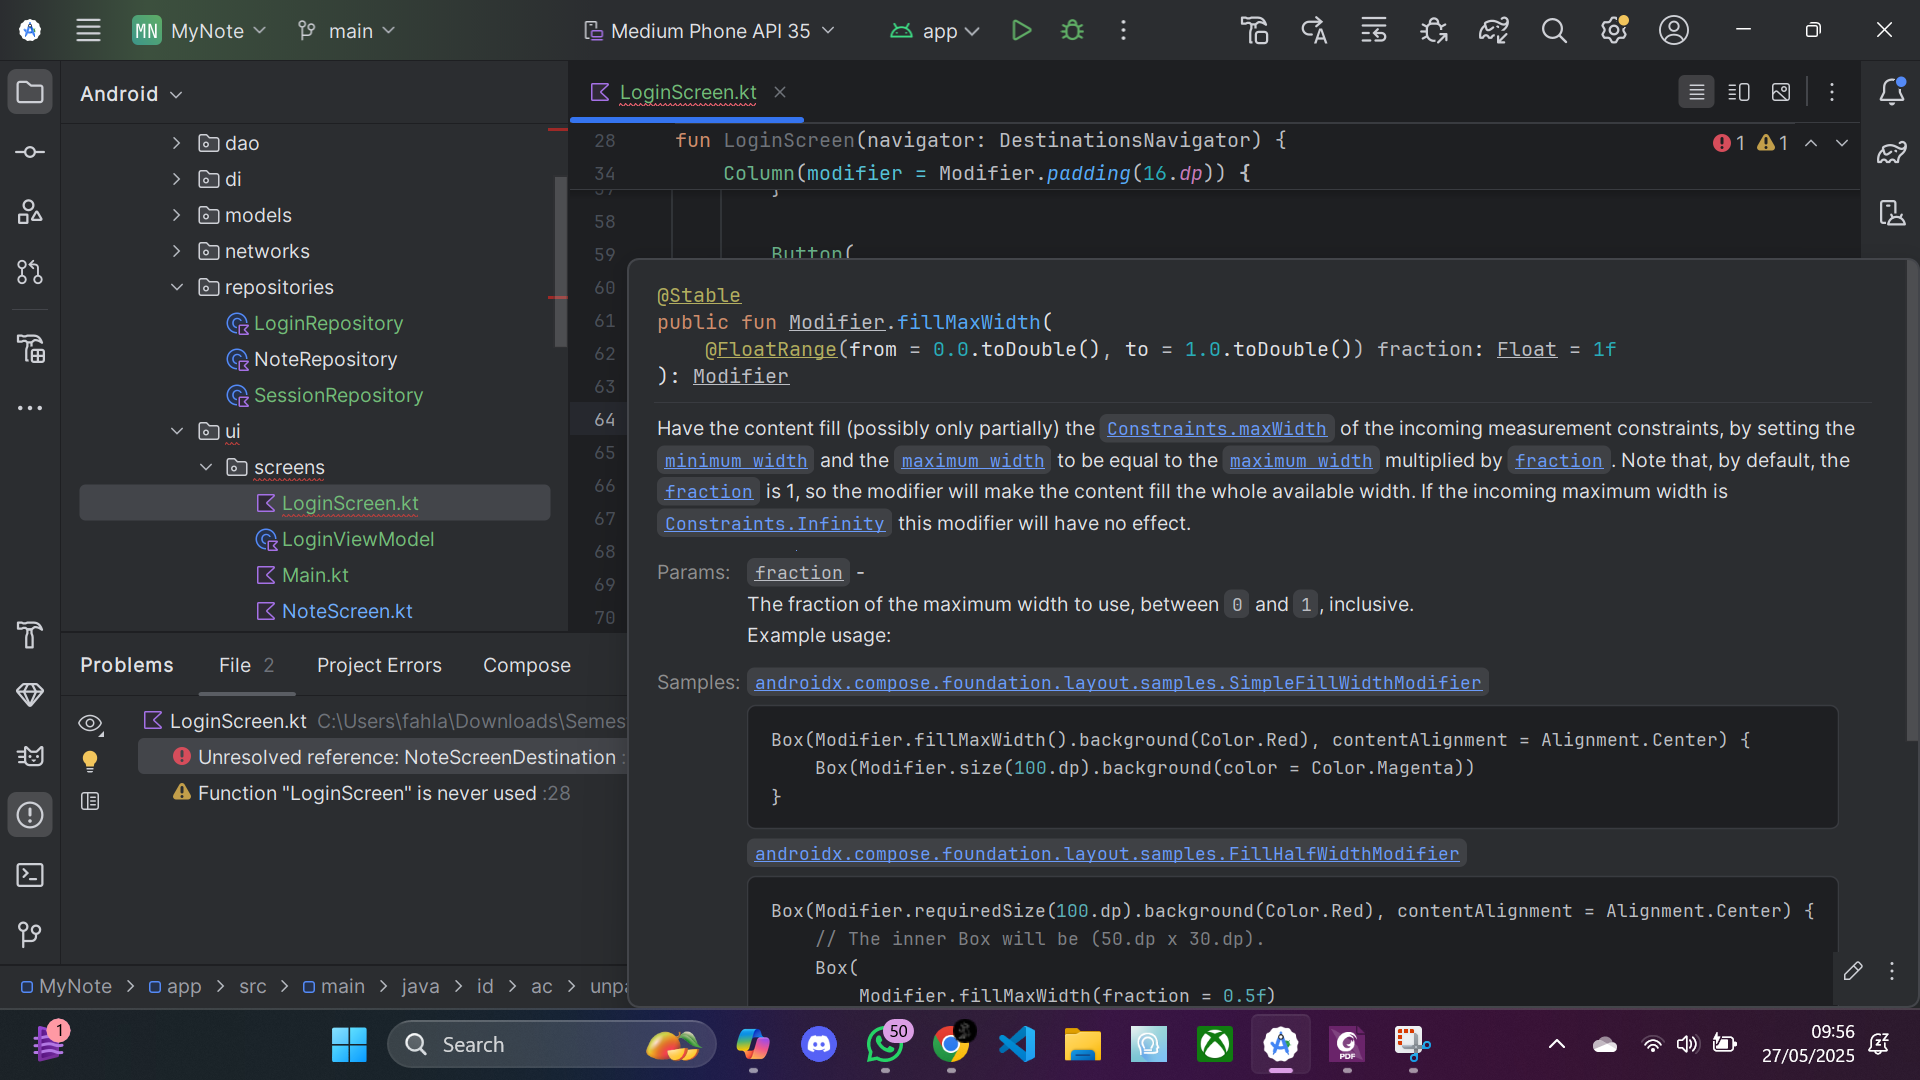 MN MyNote main Medium Phone API 35 app
Android
LoginScreen.kt
dao
di
models
networks
repositories
LoginRepository
NoteRepository
SessionRepository
ui
screens
LoginScreen.kt
LoginViewModel
Main.kt
NoteScreen.kt
28 fun LoginScreen(navigator: DestinationsNavigator) {
34 Column(modifier = Modifier.padding(16.dp)) {
1 1
57 }
58
59 Button(
60
61
62
63
64
65
66
67
68
69
70
@Stable
public fun Modifier.fillMaxWidth(
@FloatRange(from = 0.0.toDouble(), to = 1.0.toDouble()) fraction: Float = 1f
): Modifier
Have the content fill (possibly only partially) the Constraints.maxWidth of the incoming measurement constraints, by setting the
minimum width and the maximum width to be equal to the maximum width multiplied by fraction. Note that, by default, the
fraction is 1, so the modifier will make the content fill the whole available width. If the incoming maximum width is
Constraints.Infinity this modifier will have no effect.
Params: fraction -
The fraction of the maximum width to use, between 0 and 1, inclusive.
Example usage:
Samples: androidx.compose.foundation.layout.samples.SimpleFillWidthModifier
Box(Modifier.fillMaxWidth().background(Color.Red), contentAlignment = Alignment.Center) {
Box(Modifier.size(100.dp).background(color = Color.Magenta))
}
androidx.compose.foundation.layout.samples.FillHalfWidthModifier
Box(Modifier.requiredSize(100.dp).background(Color.Red), contentAlignment = Alignment.Center) {
// The inner Box will be (50.dp x 30.dp).
Box(
Modifier.fillMaxWidth(fraction = 0.5f)
Problems File 2 Project Errors Compose
LoginScreen.kt C:\Users\fahla\Downloads\Semes
Unresolved reference: NoteScreenDestination :
Function "LoginScreen" is never used :28
MyNote > app > src > main > java > id > ac > unpa
1
Search
50
PDF
09:56
27/05/2025